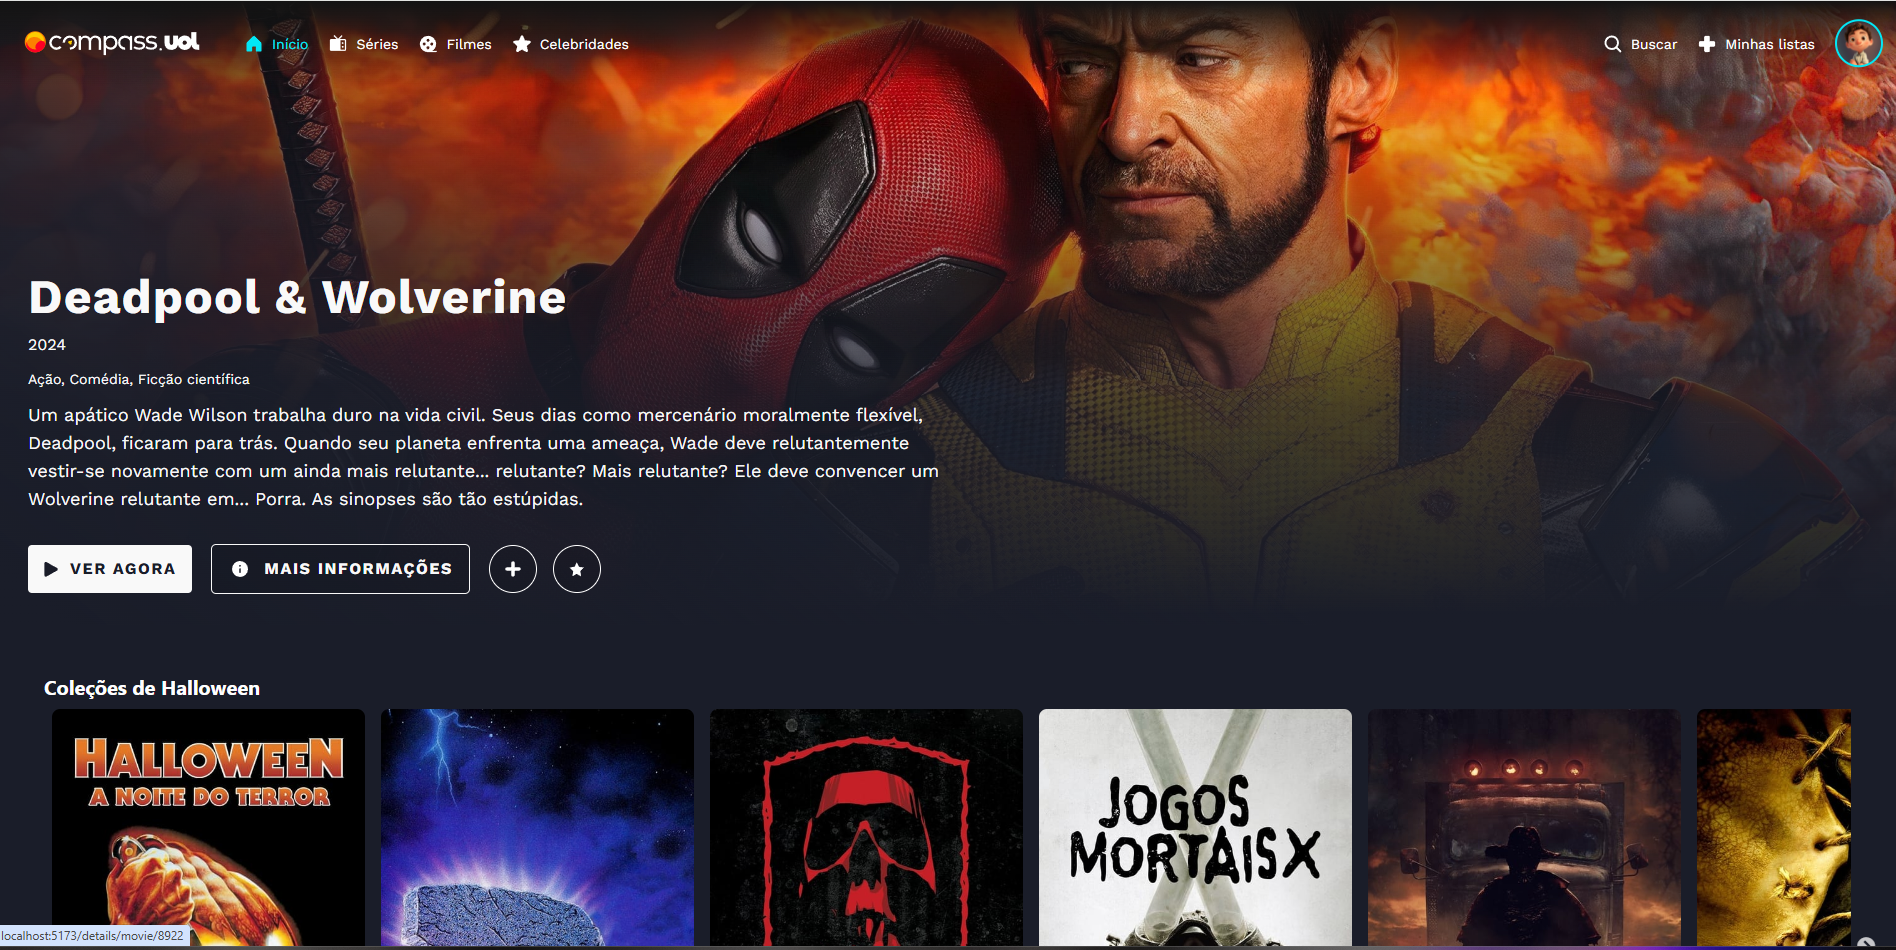 compass.uol
Início
Séries
Filmes
Celebridades
Buscar
Minhas listas
Deadpool & Wolverine
2024
Ação, Comédia, Ficção científica
Um apático Wade Wilson trabalha duro na vida civil. Seus dias como mercenário moralmente flexível,
Deadpool, ficaram para trás. Quando seu planeta enfrenta uma ameaça, Wade deve relutantemente
vestir-se novamente com um ainda mais relutante... relutante? Mais relutante? Ele deve convencer um
Wolverine relutante em... Porra. As sinopses são tão estúpidas.
VER AGORA
MAIS INFORMAÇÕES
Coleções de Halloween
HALLOWEEN
A NOITE DO TERROR
JOGOS
MORTAIS X
localhost:5173/details/movie/8922